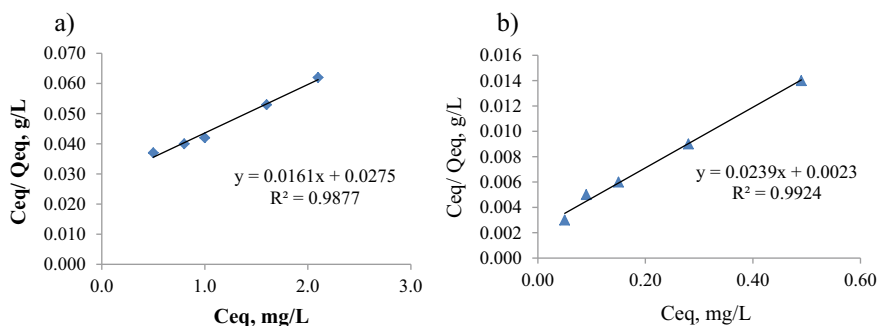 a)
Ceq/ Qeq, g/L
0.070
0.060
0.050
0.040
0.030
0.020
0.010
0.000
y = 0.0161x + 0.0275
R² = 0.9877
0.0
1.0
2.0
3.0
Ceq, mg/L
b)
Ceq/ Qeq, g/L
0.016
0.014
0.012
0.010
0.008
0.006
0.004
0.002
0.000
y = 0.0239x + 0.0023
R² = 0.9924
0.00
0.20
0.40
0.60
Ceq, mg/L